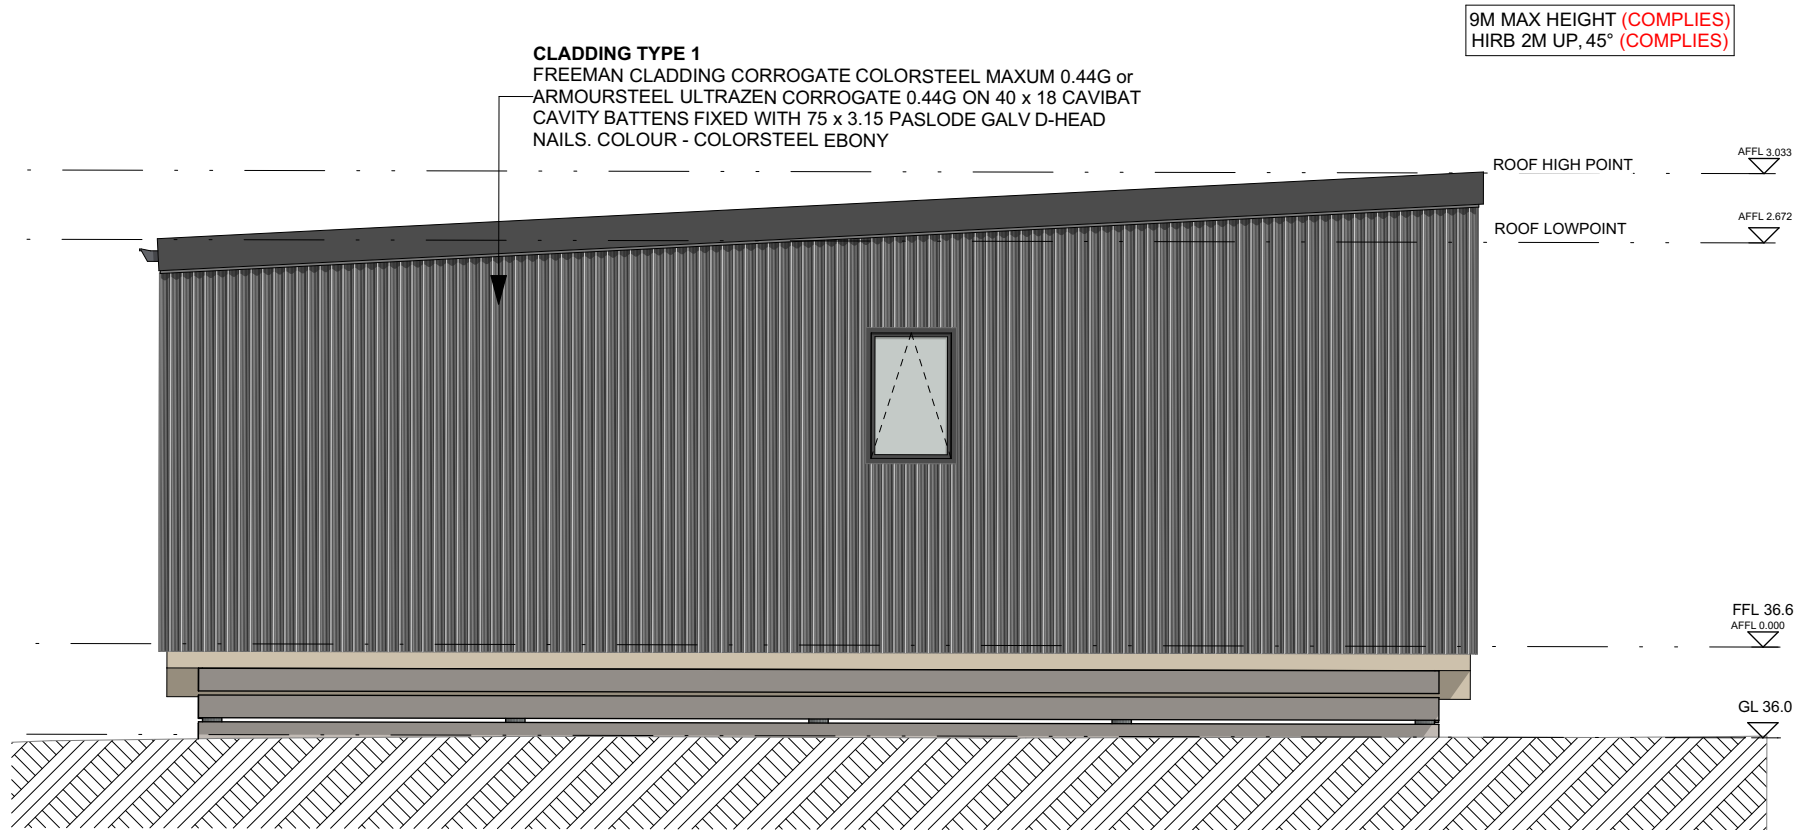 9M MAX HEIGHT (COMPLIES)
HIRB 2M UP, 45° (COMPLIES)
CLADDING TYPE 1
FREEMAN CLADDING CORROGATE COLORSTEEL MAXUM 0.44G or
ARMOURSTEEL ULTRAZEN CORROGATE 0.44G ON 40 x 18 CAVIBAT
CAVITY BATTENS FIXED WITH 75 x 3.15 PASLODE GALV D-HEAD
NAILS. COLOUR - COLORSTEEL EBONY
ROOF HIGH POINT
AFFL 3.033
ROOF LOWPOINT
AFFL 2.672
FFL 36.6
AFFL 0.000
GL 36.0